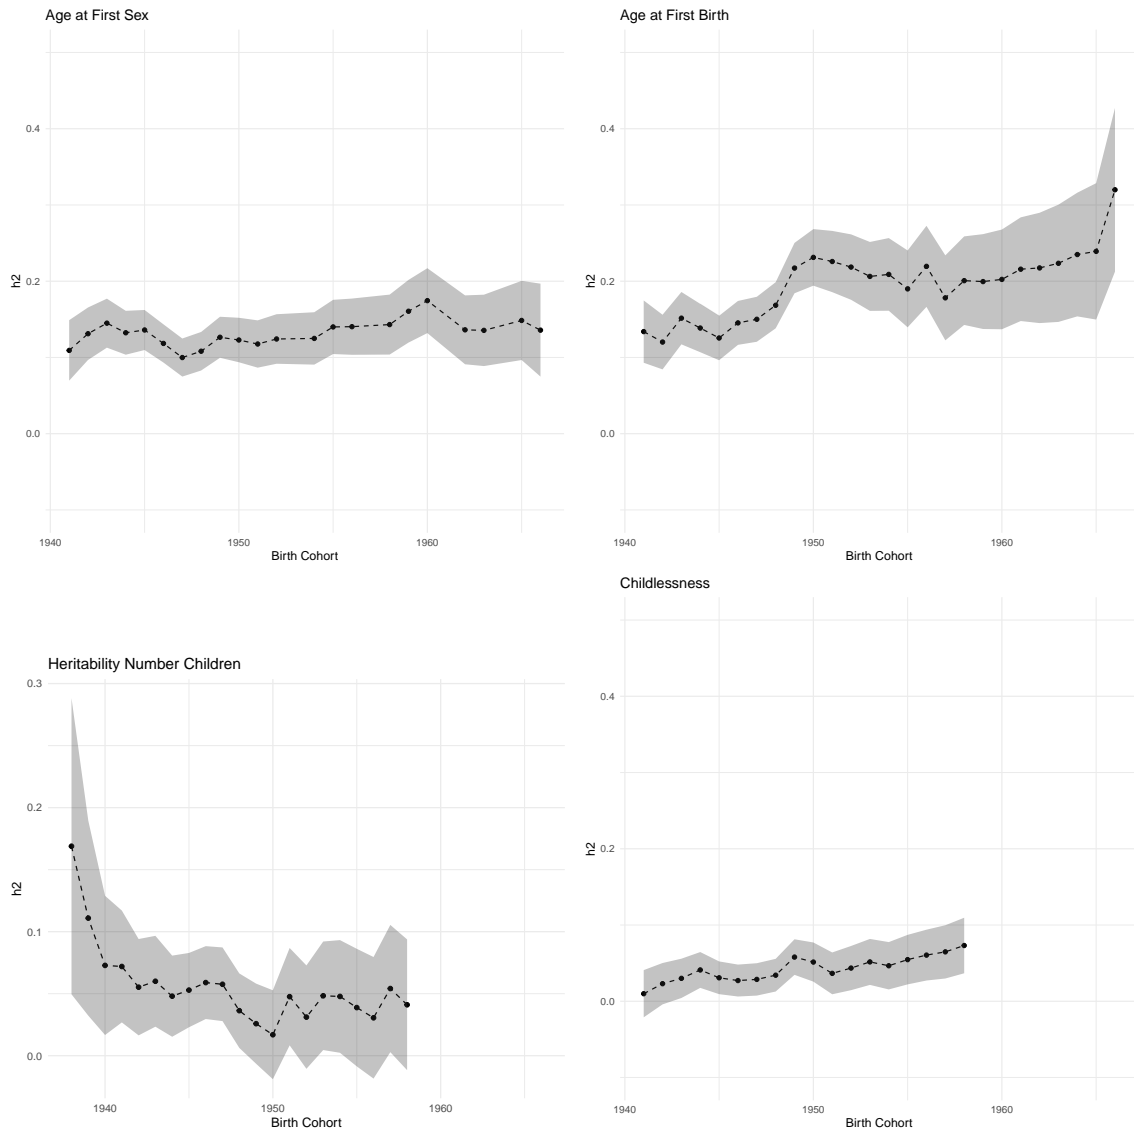 Age at First Sex
0.4
0.2
0.0
h2
1940
1950
1960
Birth Cohort
Age at First Birth
0.4
0.2
0.0
h2
1940
1950
1960
Birth Cohort
Heritability Number Children
0.3
0.2
0.1
0.0
h2
1940
1950
1960
Birth Cohort
Childlessness
0.4
0.2
0.0
h2
1940
1950
1960
Birth Cohort